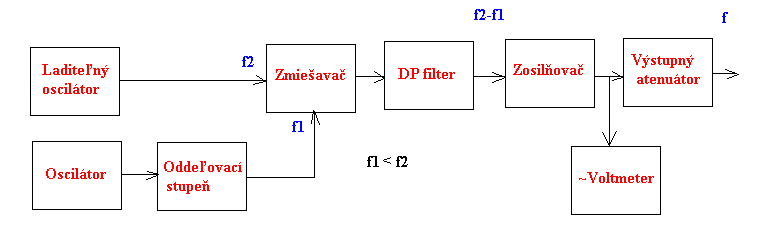 f2-f1
f
f2
Laditeľný
oscilátor
Zmiešavač
DP filter
Zosilňovač
Výstupný
atenuátor
f1
f1 < f2
Oscilátor
Oddeľovací
stupeň
~Voltmeter